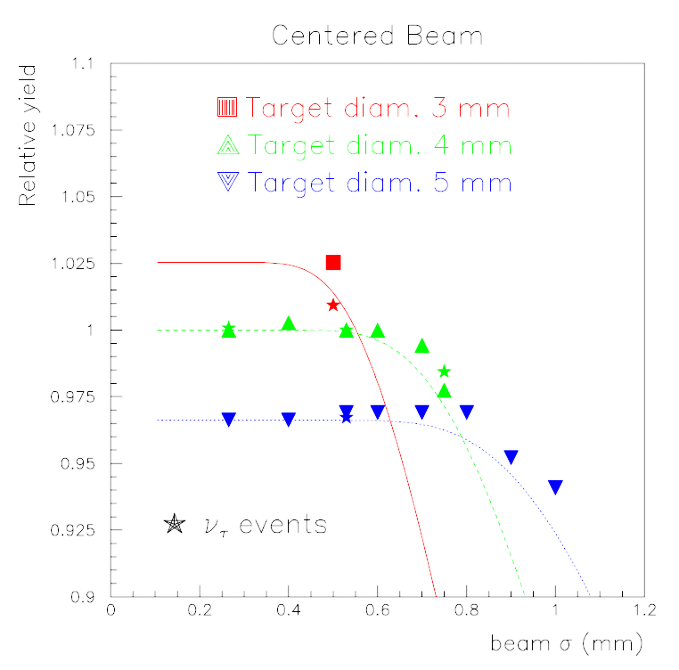 Centered Beam
Relative yield
1.1
1.075
1.05
1.025
1
0.975
0.95
0.925
0.9
Target diam. 3 mm
Target diam. 4 mm
Target diam. 5 mm
ν_τ events
0 0.2 0.4 0.6 0.8 1 1.2
beam σ (mm)